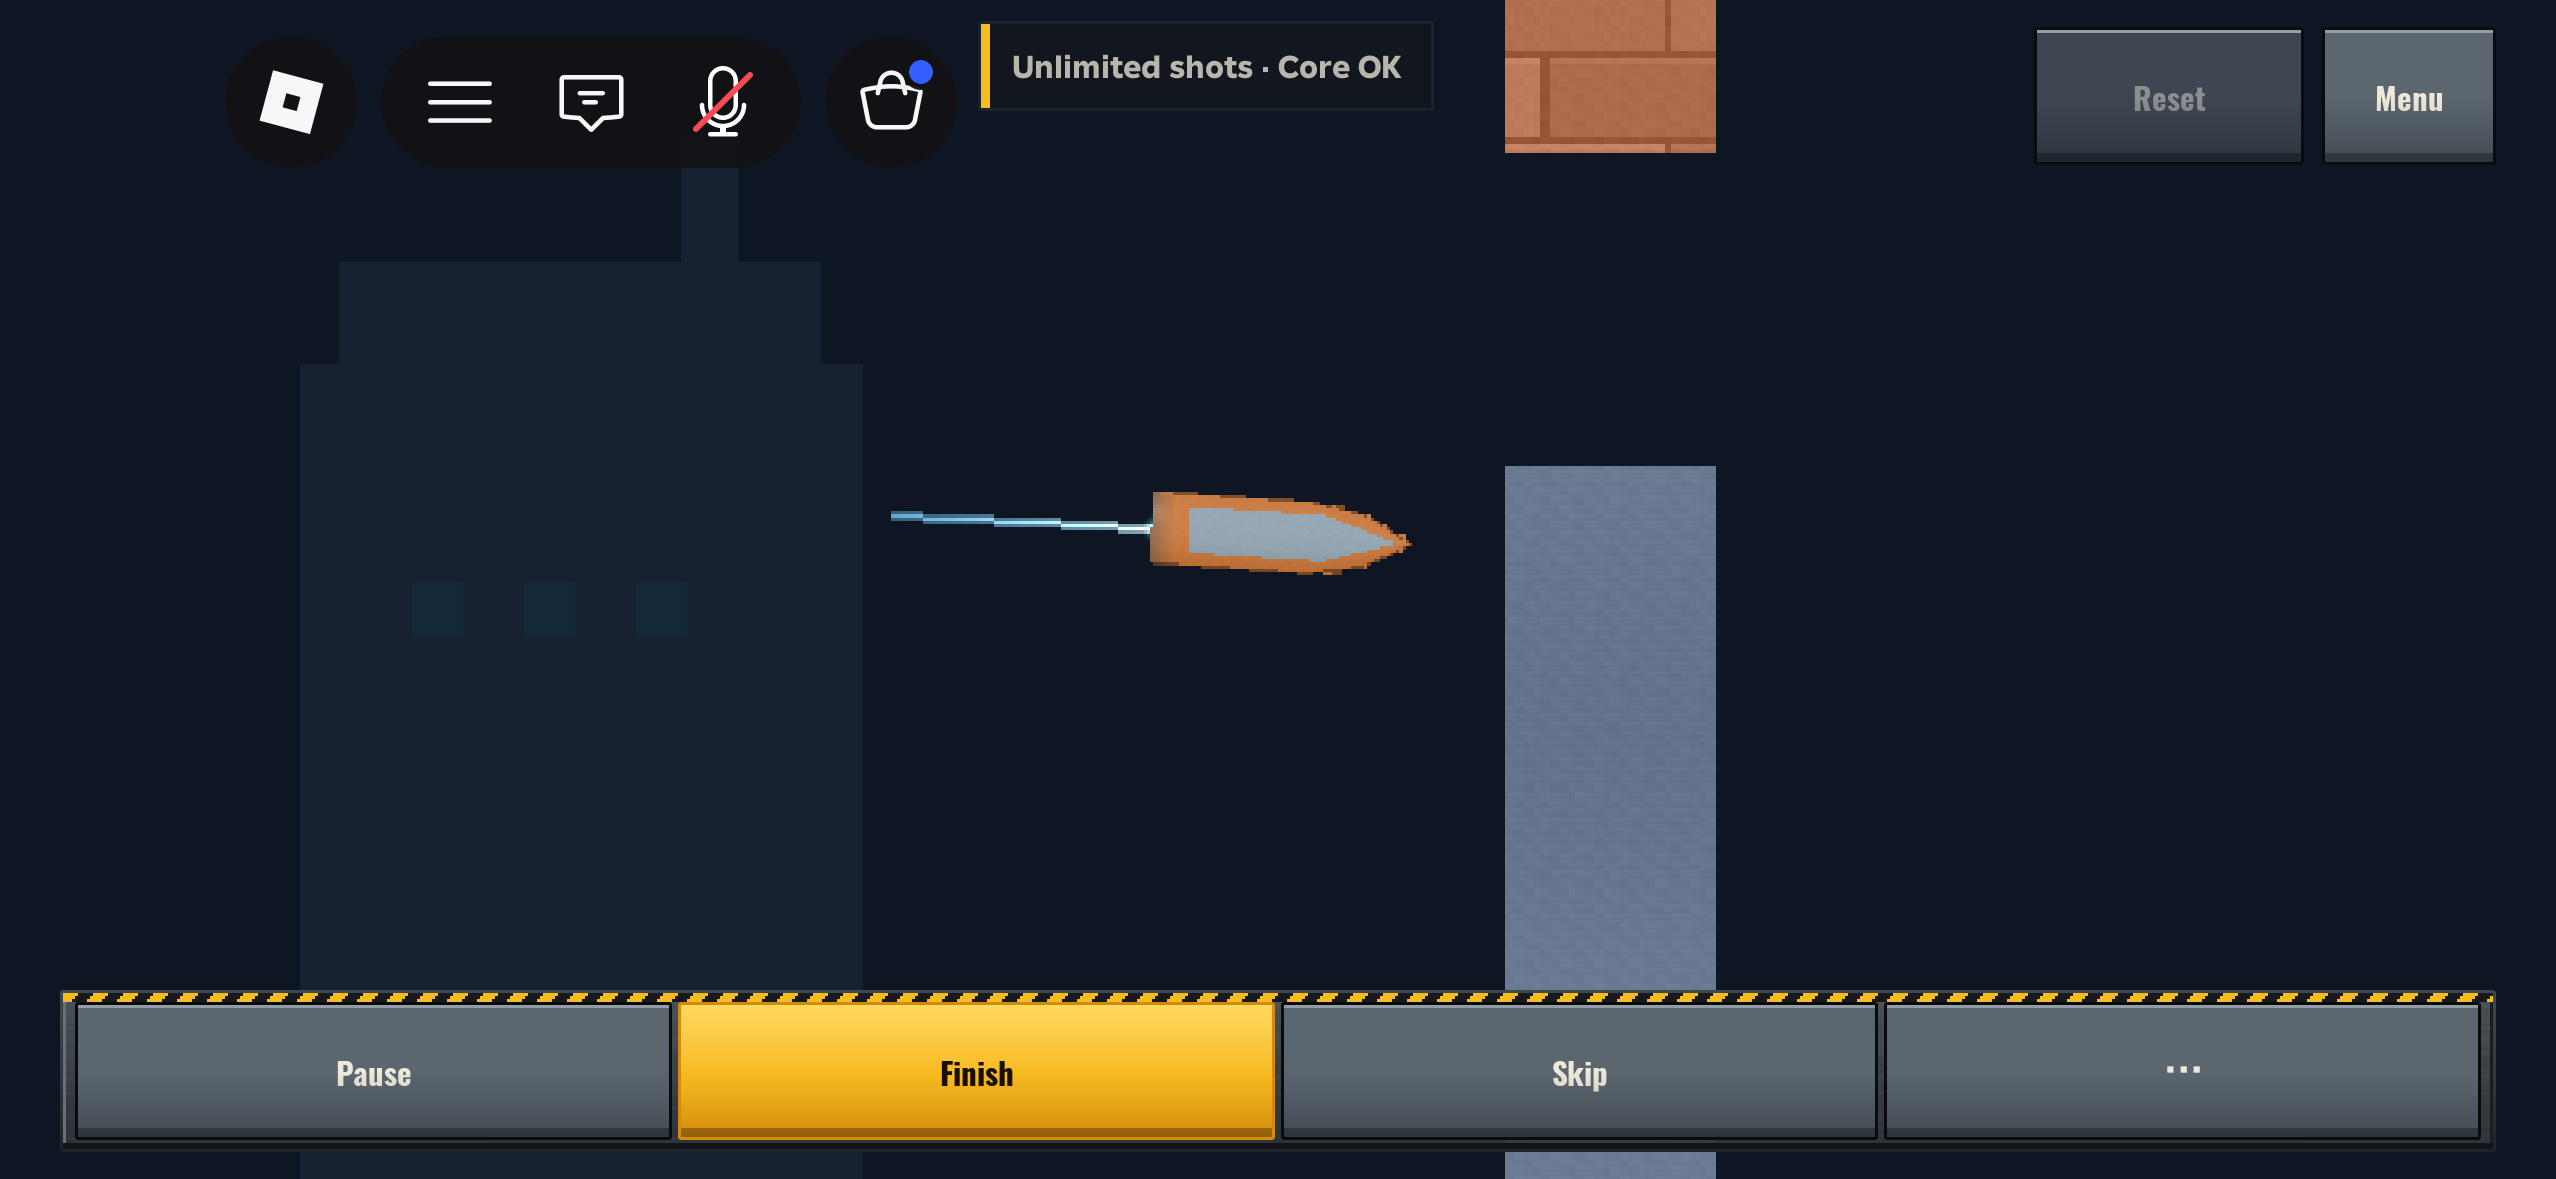 Unlimited shots · Core OK
Reset
Menu
Pause
Finish
Skip
...